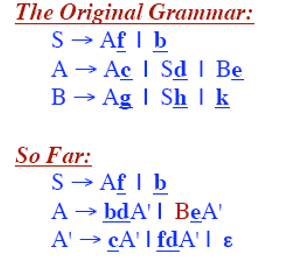 The Original Grammar:
S → Af | b
A → Ac | Sd | Be
B → Ag | Sh | k
So Far:
S → Af | b
A → bdA' | BeA'
A' → cA' | fdA' | ε